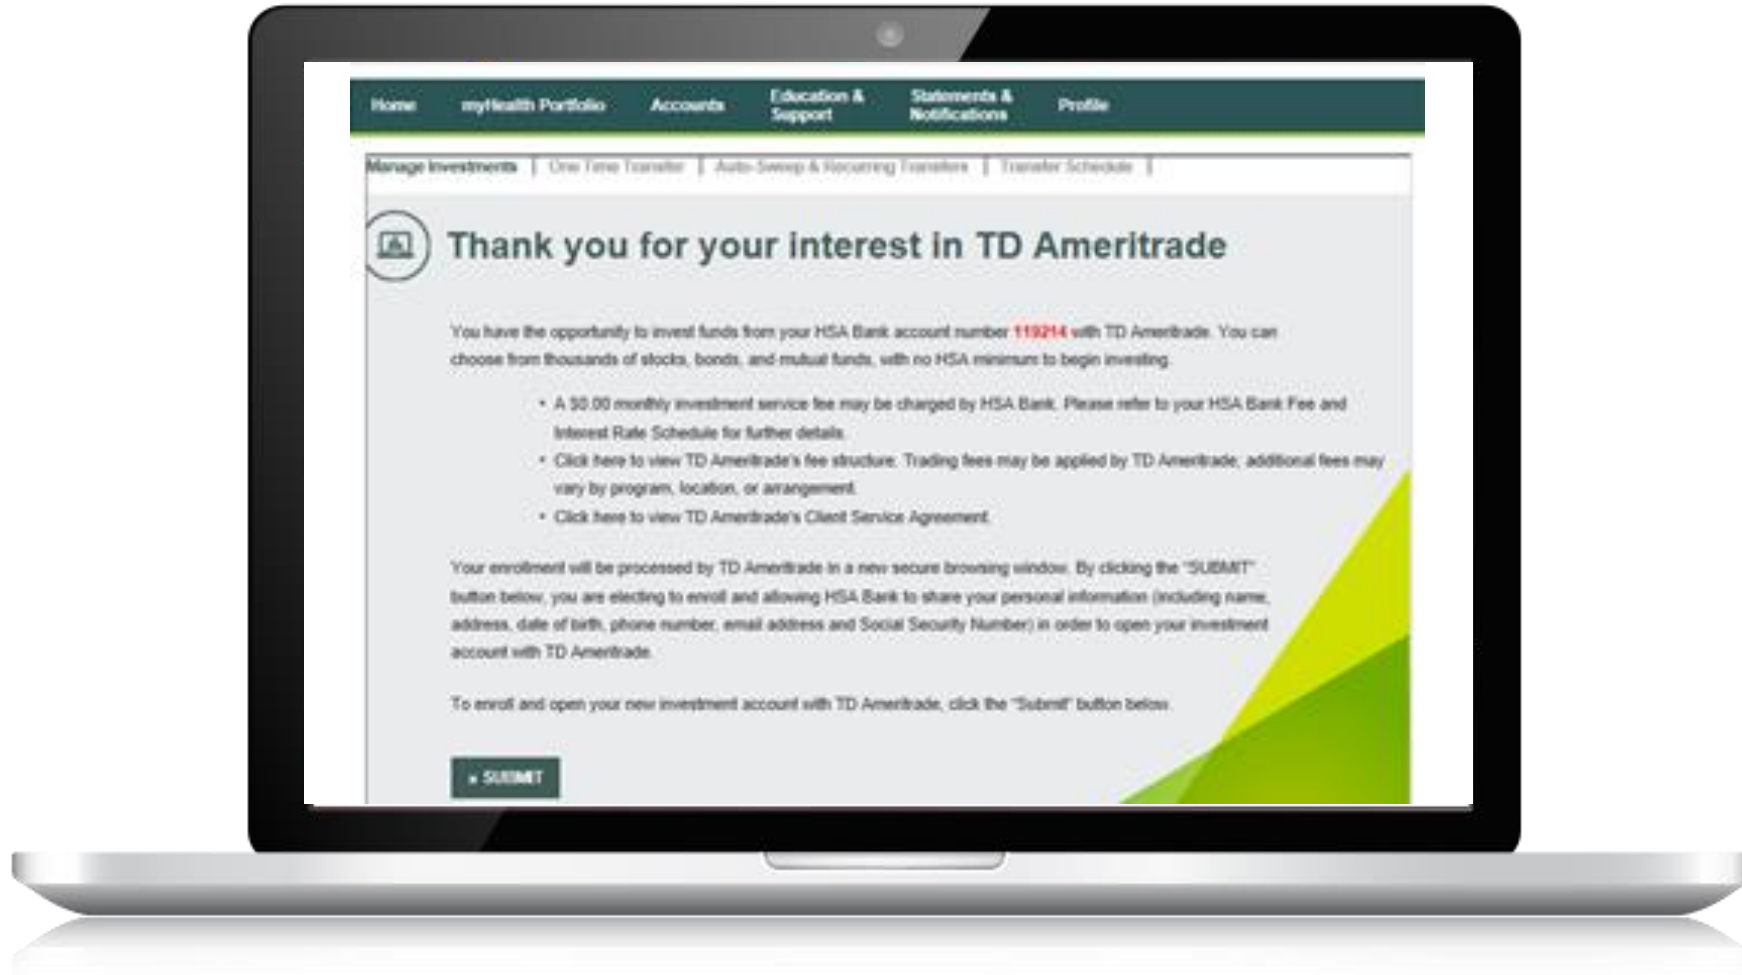 Home myHealth Portfolio Accounts Education & Support Statements & Notifications Profile
Manage Investments | One Time Transfer | Auto-Sweep & Recurring Transfers | Transfer Schedule |
Thank you for your interest in TD Ameritrade
You have the opportunity to invest funds from your HSA Bank account number 119214 with TD Ameritrade. You can
choose from thousands of stocks, bonds, and mutual funds, with no HSA minimum to begin investing.
• A $0.00 monthly investment service fee may be charged by HSA Bank. Please refer to your HSA Bank Fee and
Interest Rate Schedule for further details.
• Click here to view TD Ameritrade's fee structure. Trading fees may be applied by TD Ameritrade; additional fees may
vary by program, location, or arrangement.
• Click here to view TD Ameritrade's Client Service Agreement.
Your enrollment will be processed by TD Ameritrade in a new secure browsing window. By clicking the "SUBMIT"
button below, you are electing to enroll and allowing HSA Bank to share your personal information (including name,
address, date of birth, phone number, email address and Social Security Number) in order to open your investment
account with TD Ameritrade.
To enroll and open your new investment account with TD Ameritrade, click the "Submit" button below.
SUBMIT